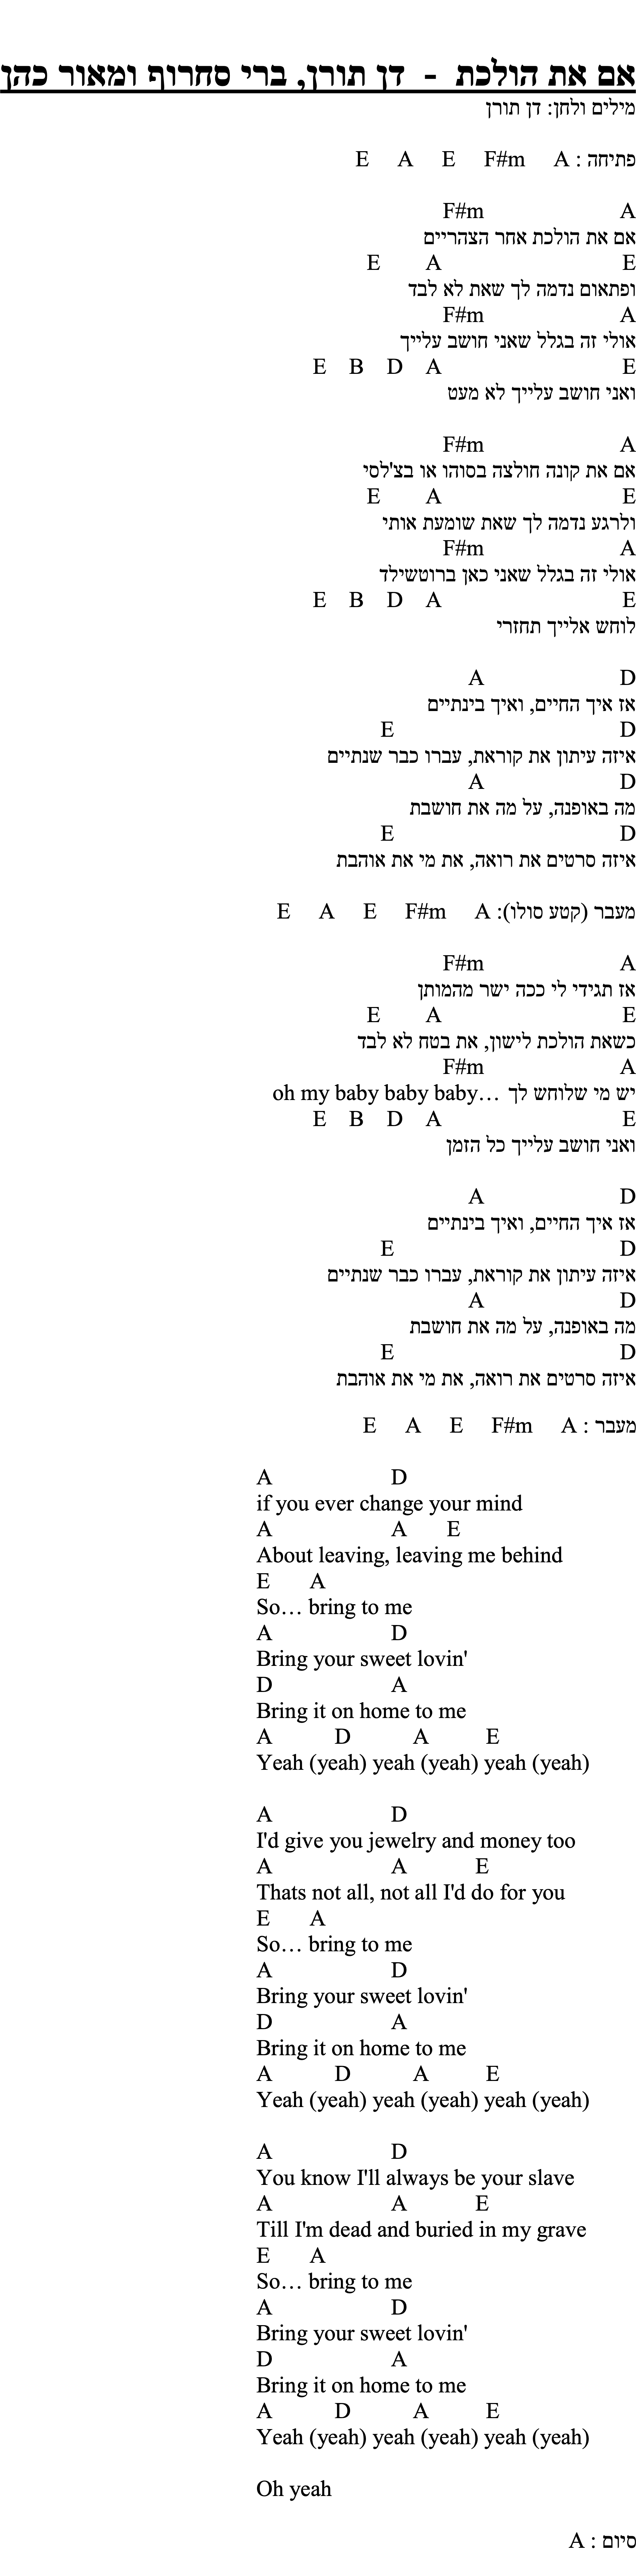 אם את הולכת - דן תורן, ברי סחרוף ומאור כהן
מילים ולחן: דן תורן
פתיחה : A F#m E A E
A F#m
אם את הולכת אחר הצהריים
E A E
ופתאום נדמה לך שאת לא לבד
A F#m
אולי זה בגלל שאני חושב עלייך
E A D B E
ואני חושב עלייך לא מעט
A F#m
אם את קונה חולצה בסוהו או בצ'לסי
E A E
ולרגע נדמה לך שאת שומעת אותי
A F#m
אולי זה בגלל שאני כאן ברוטשילד
E A D B E
לוחש אלייך תחזרי
D A
אז איך החיים, ואיך בינתיים
D E
איזה עיתון את קוראת, עברו כבר שנתיים
D A
מה באופנה, על מה את חושבת
D E
איזה סרטים את רואה, את מי את אוהבת
מעבר (קטע סולו): A F#m E A E
A F#m
אז תגידי לי ככה ישר מהמותן
E A E
כשאת הולכת לישון, את בטח לא לבד
A F#m
יש מי שלוחש לך …oh my baby baby baby
E A D B E
ואני חושב עלייך כל הזמן
D A
אז איך החיים, ואיך בינתיים
D E
איזה עיתון את קוראת, עברו כבר שנתיים
D A
מה באופנה, על מה את חושבת
D E
איזה סרטים את רואה, את מי את אוהבת
מעבר : A F#m E A E
A D
if you ever change your mind
A A E
About leaving, leaving me behind
E A
So… bring to me
A D
Bring your sweet lovin'
D A
Bring it on home to me
A D A E
Yeah (yeah) yeah (yeah) yeah (yeah)
A D
I'd give you jewelry and money too
A A E
Thats not all, not all I'd do for you
E A
So… bring to me
A D
Bring your sweet lovin'
D A
Bring it on home to me
A D A E
Yeah (yeah) yeah (yeah) yeah (yeah)
A D
You know I'll always be your slave
A A E
Till I'm dead and buried in my grave
E A
So… bring to me
A D
Bring your sweet lovin'
D A
Bring it on home to me
A D A E
Yeah (yeah) yeah (yeah) yeah (yeah)
Oh yeah
סיום : A